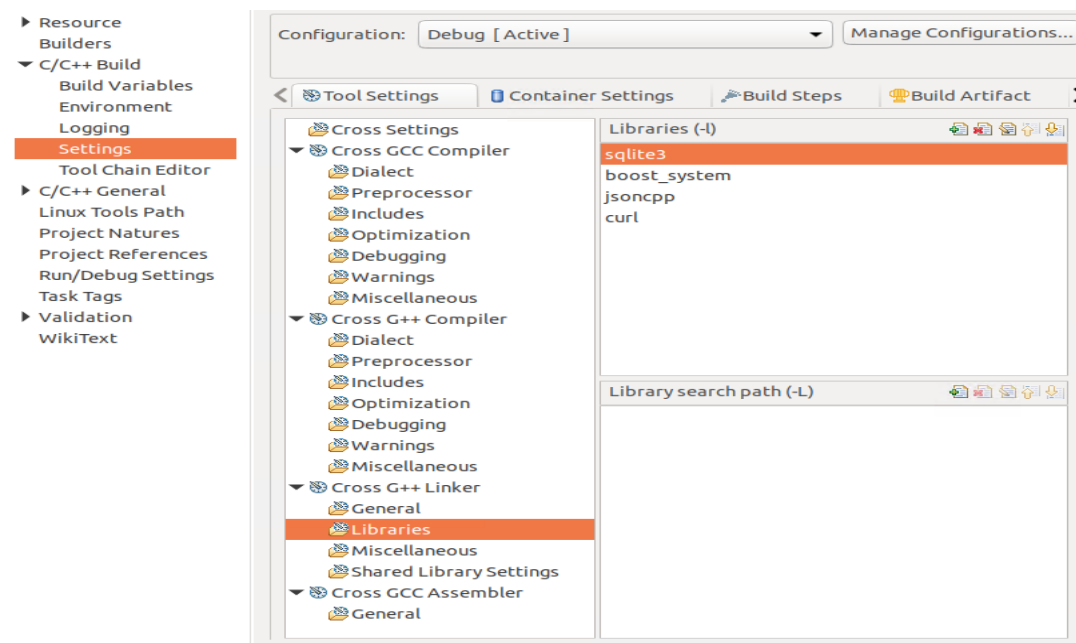 Resource
Builders
C/C++ Build
Build Variables
Environment
Logging
Settings
Tool Chain Editor
C/C++ General
Linux Tools Path
Project Natures
Project References
Run/Debug Settings
Task Tags
Validation
WikiText
Configuration: Debug [ Active ] Manage Configurations...
Tool Settings Container Settings Build Steps Build Artifact
Cross Settings
Cross GCC Compiler
Dialect
Preprocessor
Includes
Optimization
Debugging
Warnings
Miscellaneous
Cross G++ Compiler
Dialect
Preprocessor
Includes
Optimization
Debugging
Warnings
Miscellaneous
Cross G++ Linker
General
Libraries
Miscellaneous
Shared Library Settings
Cross GCC Assembler
General
Libraries (-l)
sqlite3
boost_system
jsoncpp
curl
Library search path (-L)